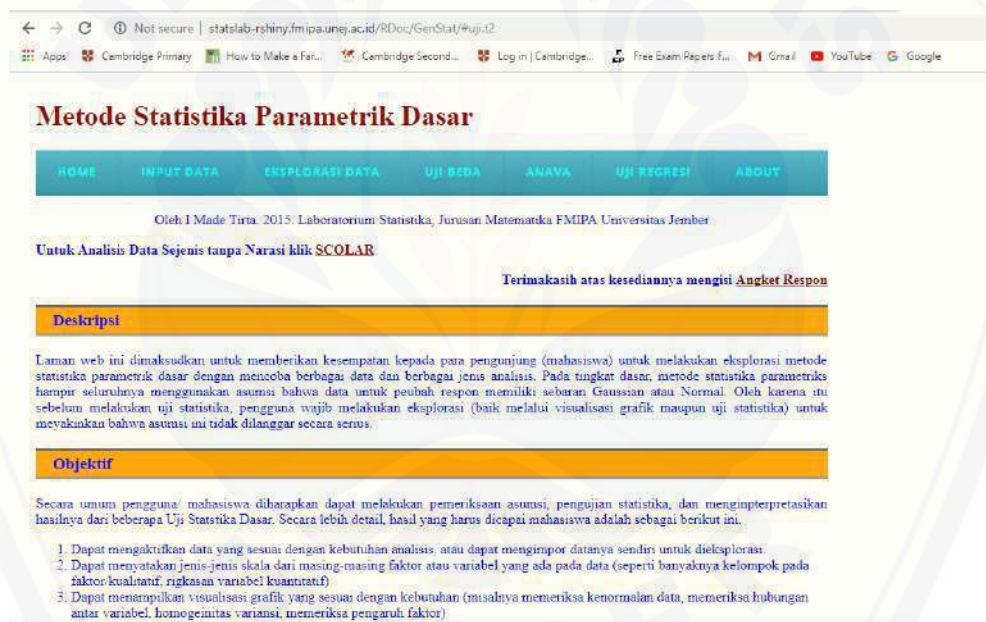 Not secure | statslab-rshiny.fmipa.unej.ac.id/RDoc/GenStat/#uji.t2
Apps Cambridge Primary How to Make a Far... Cambridge Second... Log in | Cambridge... Free Exam Papers f... Gmail YouTube Google
Metode Statistika Parametrik Dasar
HOME INPUT DATA EKSPLORASI DATA UJI BEDA ANAVA UJI REGRESI ABOUT
Oleh I Made Tirta. 2015. Laboratorium Statistika, Jurusan Matematika FMIPA Universitas Jember
Untuk Analisis Data Sejenis tanpa Narasi klik SCOLAR
Terimakasih atas kesediannya mengisi Angket Respon
Deskripsi
Laman web ini dimaksudkan untuk memberikan kesempatan kepada para pengunjung (mahasiswa) untuk melakukan eksplorasi metode
statistika parametrik dasar dengan mencoba berbagai data dan berbagai jenis analisis. Pada tingkat dasar, metode statistika parametriks
hampir seluruhnya menggunakan asumsi bahwa data untuk peubah respon memiliki sebaran Gaussian atau Normal. Oleh karena itu
sebelum melakukan uji statistika, pengguna wajib melakukan eksplorasi (baik melalui visualisasi grafik maupun uji statistika) untuk
meyakinkan bahwa asumsi ini tidak dilanggar secara serius.
Objektif
Secara umum pengguna/ mahasiswa diharapkan dapat melakukan pemeriksaan asumsi, pengujian statistika, dan menginpterpretasikan
hasilnya dari beberapa Uji Statstika Dasar. Secara lebih detail, hasil yang harus dicapai mahasiswa adalah sebagai berikut ini.
1. Dapat mengaktifkan data yang sesuai dengan kebutuhan analisis, atau dapat mengimpor datanya sendiri untuk dieksplorasi.
2. Dapat menyatakan jenis-jenis skala dari masing-masing faktor atau variabel yang ada pada data (seperti banyaknya kelompok pada
faktor/kualitatif, rigkasan variabel kuantitatif)
3. Dapat menampilkan visualisasi grafik yang sesuai dengan kebutuhan (misalnya memeriksa kenormalan data, memeriksa hubungan
antar variabel, homogeinitas variansi, memeriksa pengaruh faktor)